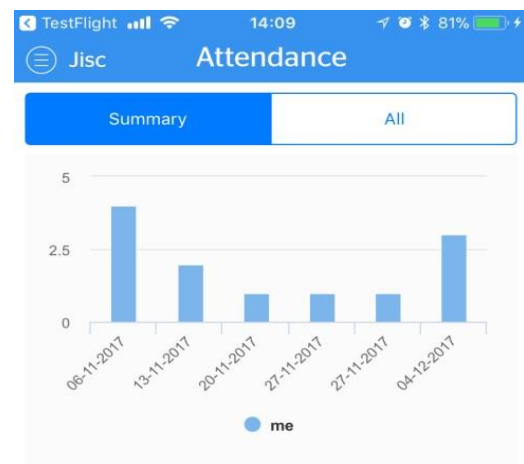 TestFlight 14:09 81%
Jisc Attendance
Summary All
5
2.5
0
06-11-2017 13-11-2017 20-11-2017 27-11-2017 27-11-2017 04-12-2017
me